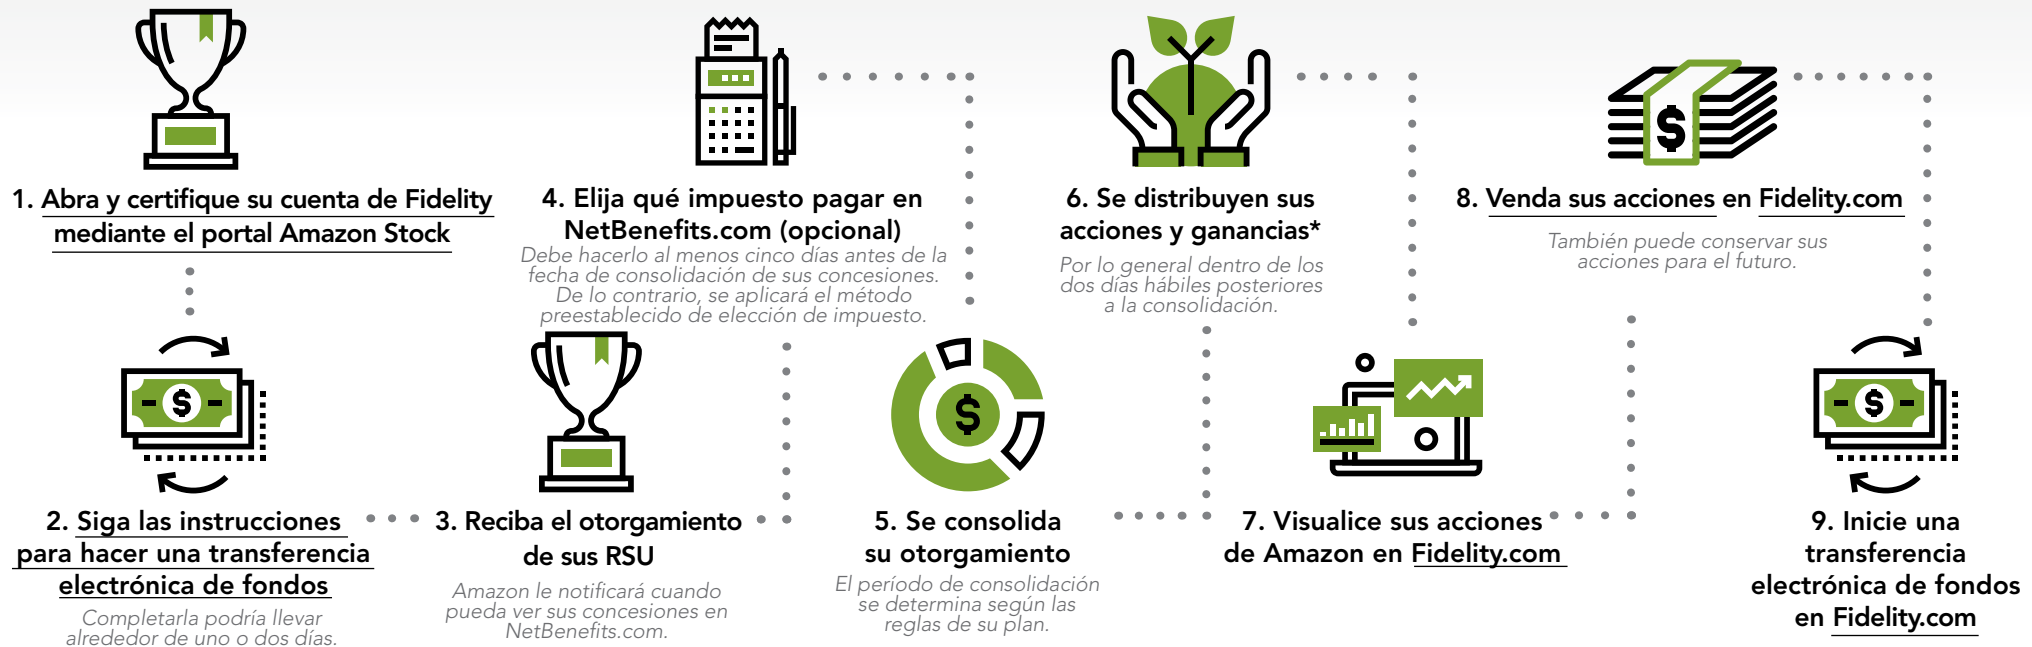 1. Abra y certifique su cuenta de Fidelity
mediante el portal Amazon Stock
2. Siga las instrucciones
para hacer una transferencia
electrónica de fondos
Completarla podría llevar
alrededor de uno o dos días.
3. Reciba el otorgamiento
de sus RSU
Amazon le notificará cuando
pueda ver sus concesiones en
NetBenefits.com.
4. Elija qué impuesto pagar en
NetBenefits.com (opcional)
Debe hacerlo al menos cinco días antes de la
fecha de consolidación de sus concesiones.
De lo contrario, se aplicará el método
preestablecido de elección de impuesto.
5. Se consolida
su otorgamiento
El período de consolidación
se determina según las
reglas de su plan.
6. Se distribuyen sus
acciones y ganancias*
Por lo general dentro de los
dos días hábiles posteriores
a la consolidación.
7. Visualice sus acciones
de Amazon en Fidelity.com
8. Venda sus acciones en Fidelity.com
También puede conservar sus
acciones para el futuro.
9. Inicie una
transferencia
electrónica de fondos
en Fidelity.com